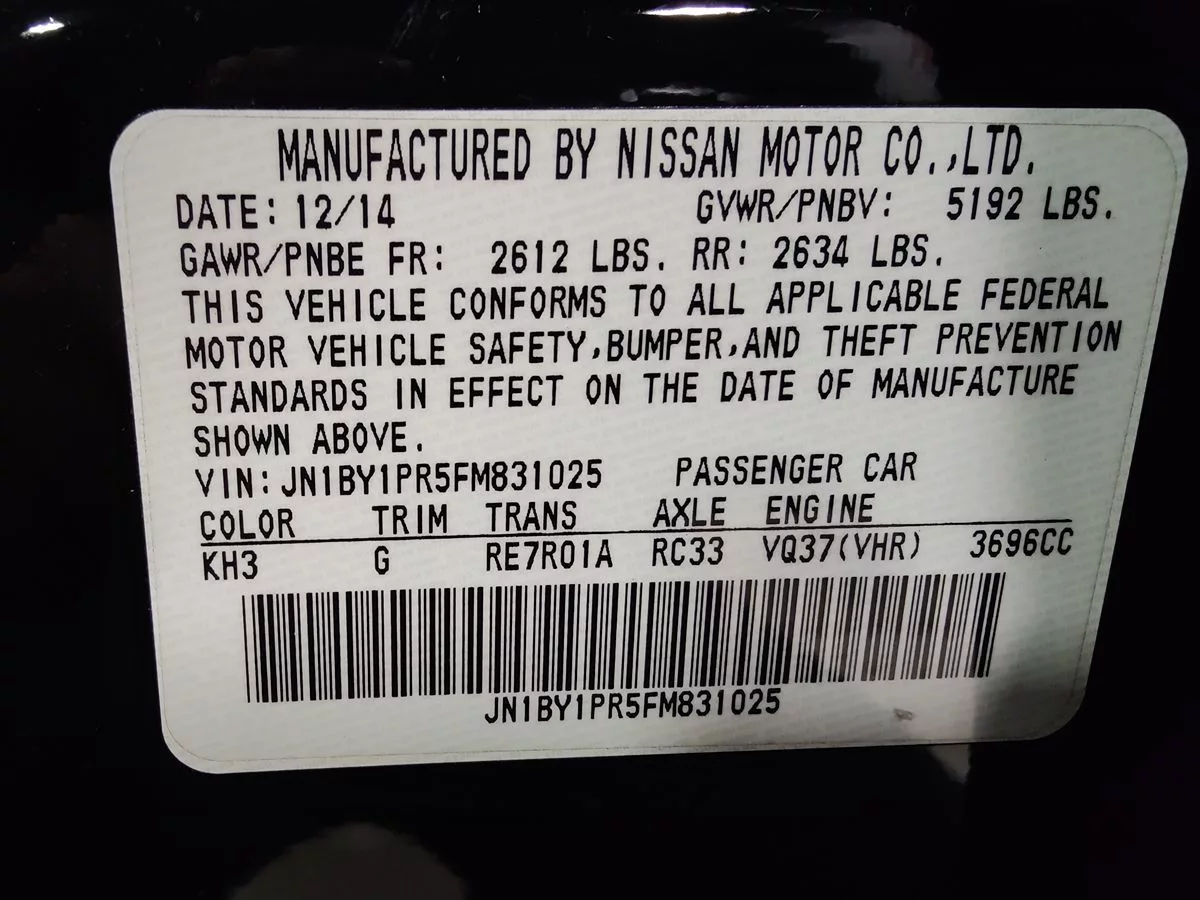 MANUFACTURED BY NISSAN MOTOR CO.,LTD.
DATE: 12/14 GVWR/PNBV: 5192 LBS.
GAWR/PNBE FR: 2612 LBS. RR: 2634 LBS.
THIS VEHICLE CONFORMS TO ALL APPLICABLE FEDERAL
MOTOR VEHICLE SAFETY,BUMPER,AND THEFT PREVENTION
STANDARDS IN EFFECT ON THE DATE OF MANUFACTURE
SHOWN ABOVE.
VIN:JN1BY1PR5FM831025 PASSENGER CAR
COLOR TRIM TRANS AXLE ENGINE
KH3 G RE7R01A RC33 VQ37(VHR) 3696CC
JN1BY1PR5FM831025